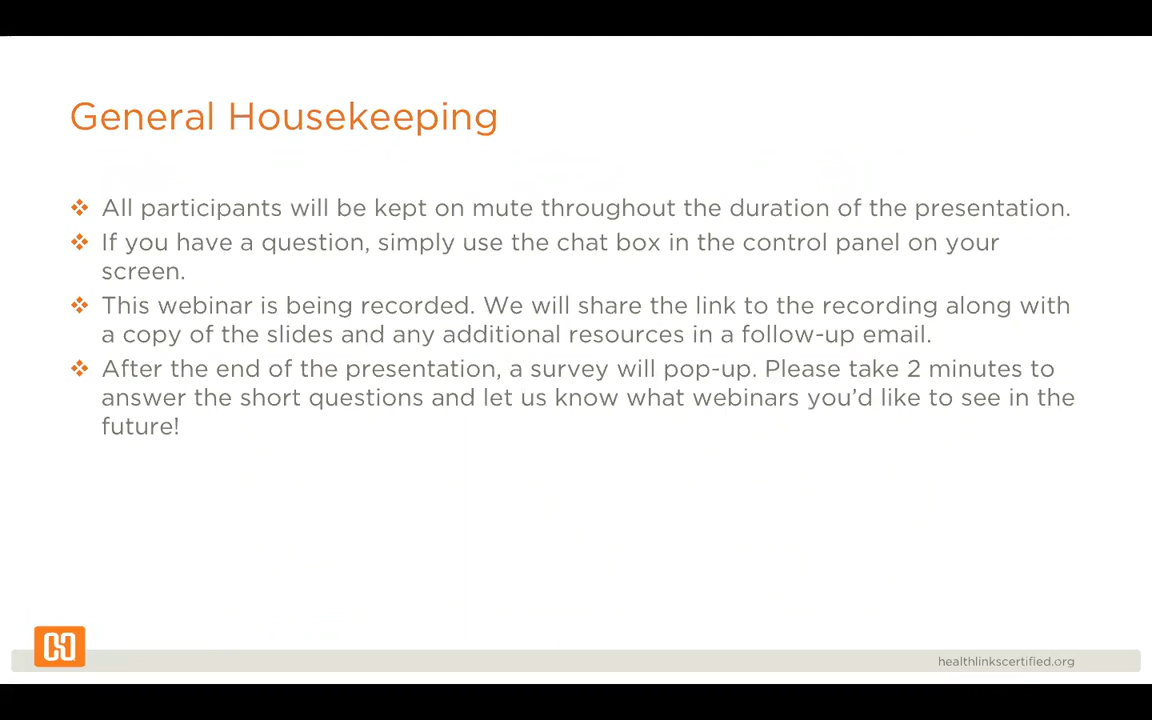 General Housekeeping
All participants will be kept on mute throughout the duration of the presentation.
If you have a question, simply use the chat box in the control panel on your
screen.
This webinar is being recorded. We will share the link to the recording along with
a copy of the slides and any additional resources in a follow-up email.
After the end of the presentation, a survey will pop-up. Please take 2 minutes to
answer the short questions and let us know what webinars you’d like to see in the
future!
healthlinkscertified.org